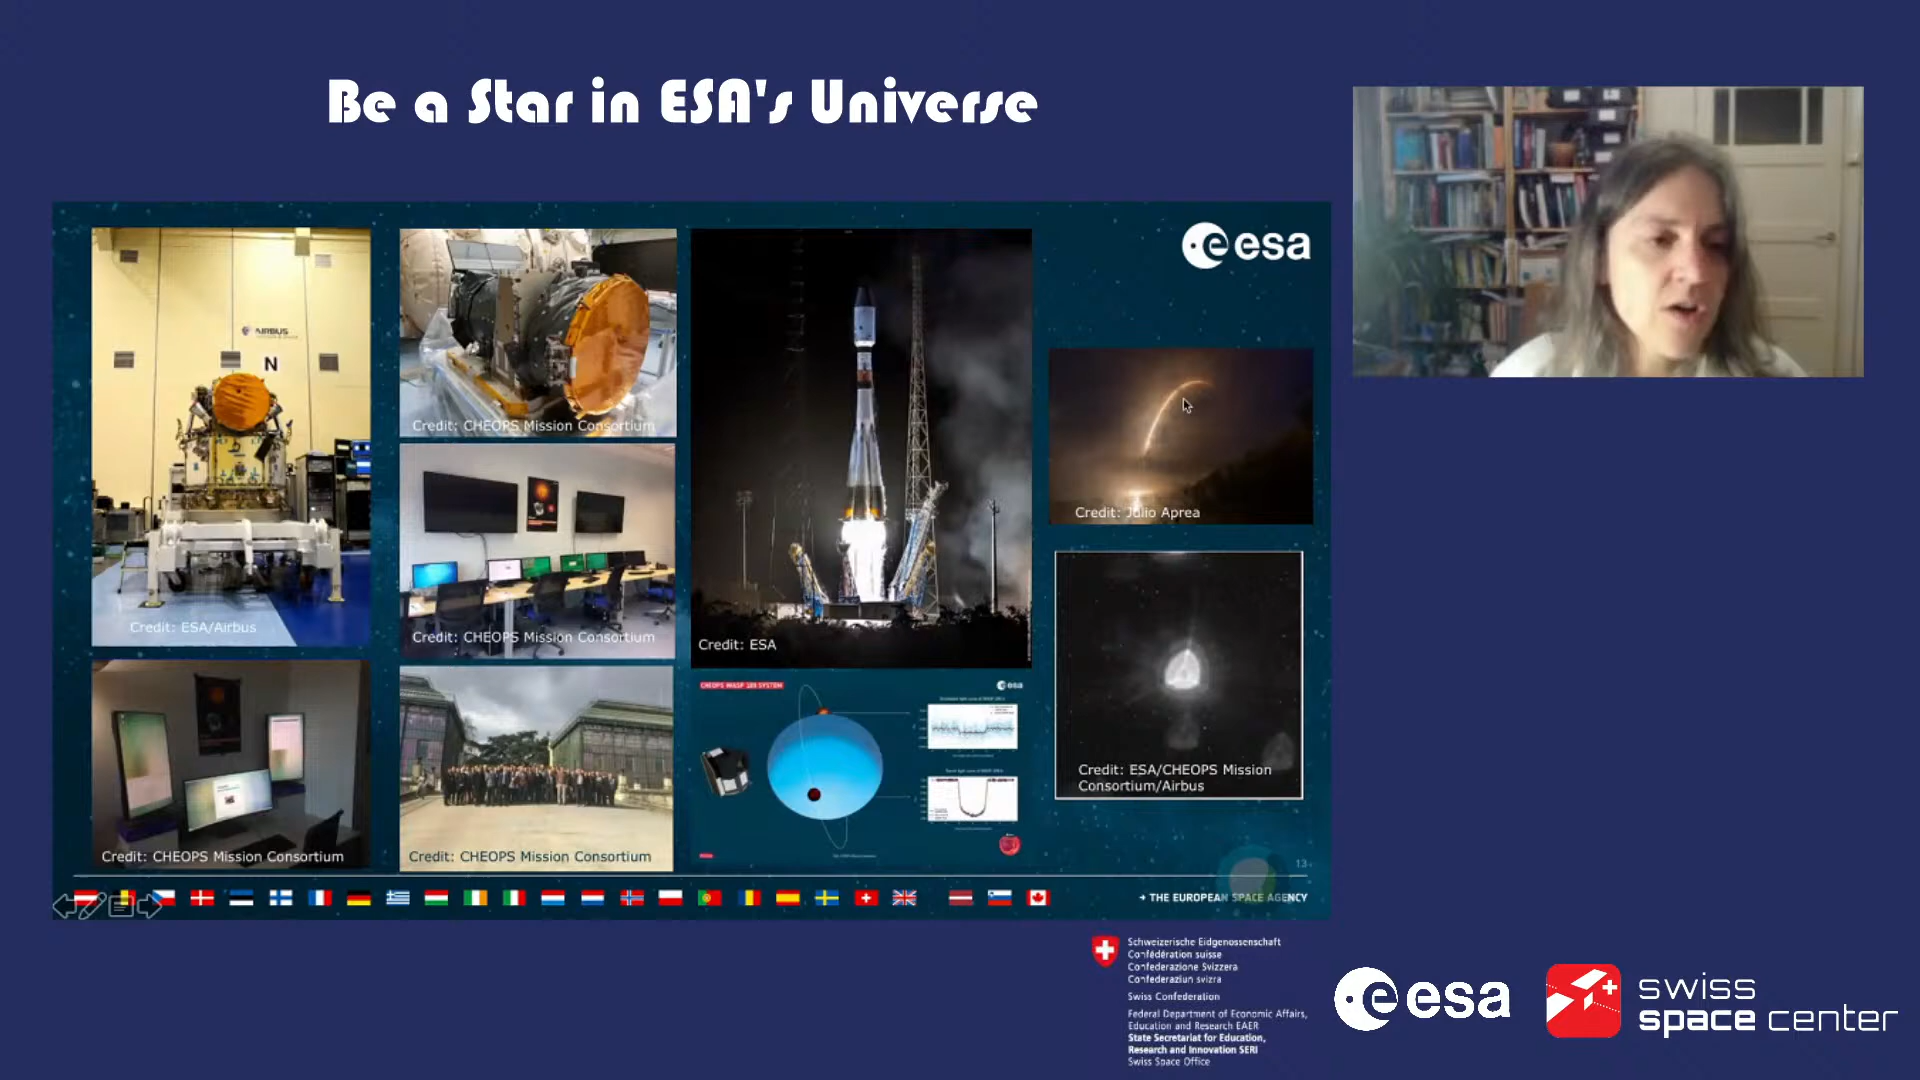 Be a Star in ESA's Universe
esa
AIRBUS
N
Credit: ESA/Airbus
Credit: CHEOPS Mission Consortium
Credit: CHEOPS Mission Consortium
Credit: CHEOPS Mission Consortium
Credit: CHEOPS Mission Consortium
Credit: ESA
CHEOPS WASP 189 SYSTEM
esa
Credit: Julio Aprea
Credit: ESA/CHEOPS Mission
Consortium/Airbus
13
→ THE EUROPEAN SPACE AGENCY
Schweizerische Eidgenossenschaft
Confédération suisse
Confederazione Svizzera
Confederaziun svizra
Swiss Confederation
Federal Department of Economic Affairs,
Education and Research EAER
State Secretariat for Education,
Research and Innovation SERI
Swiss Space Office
esa
swiss
space center